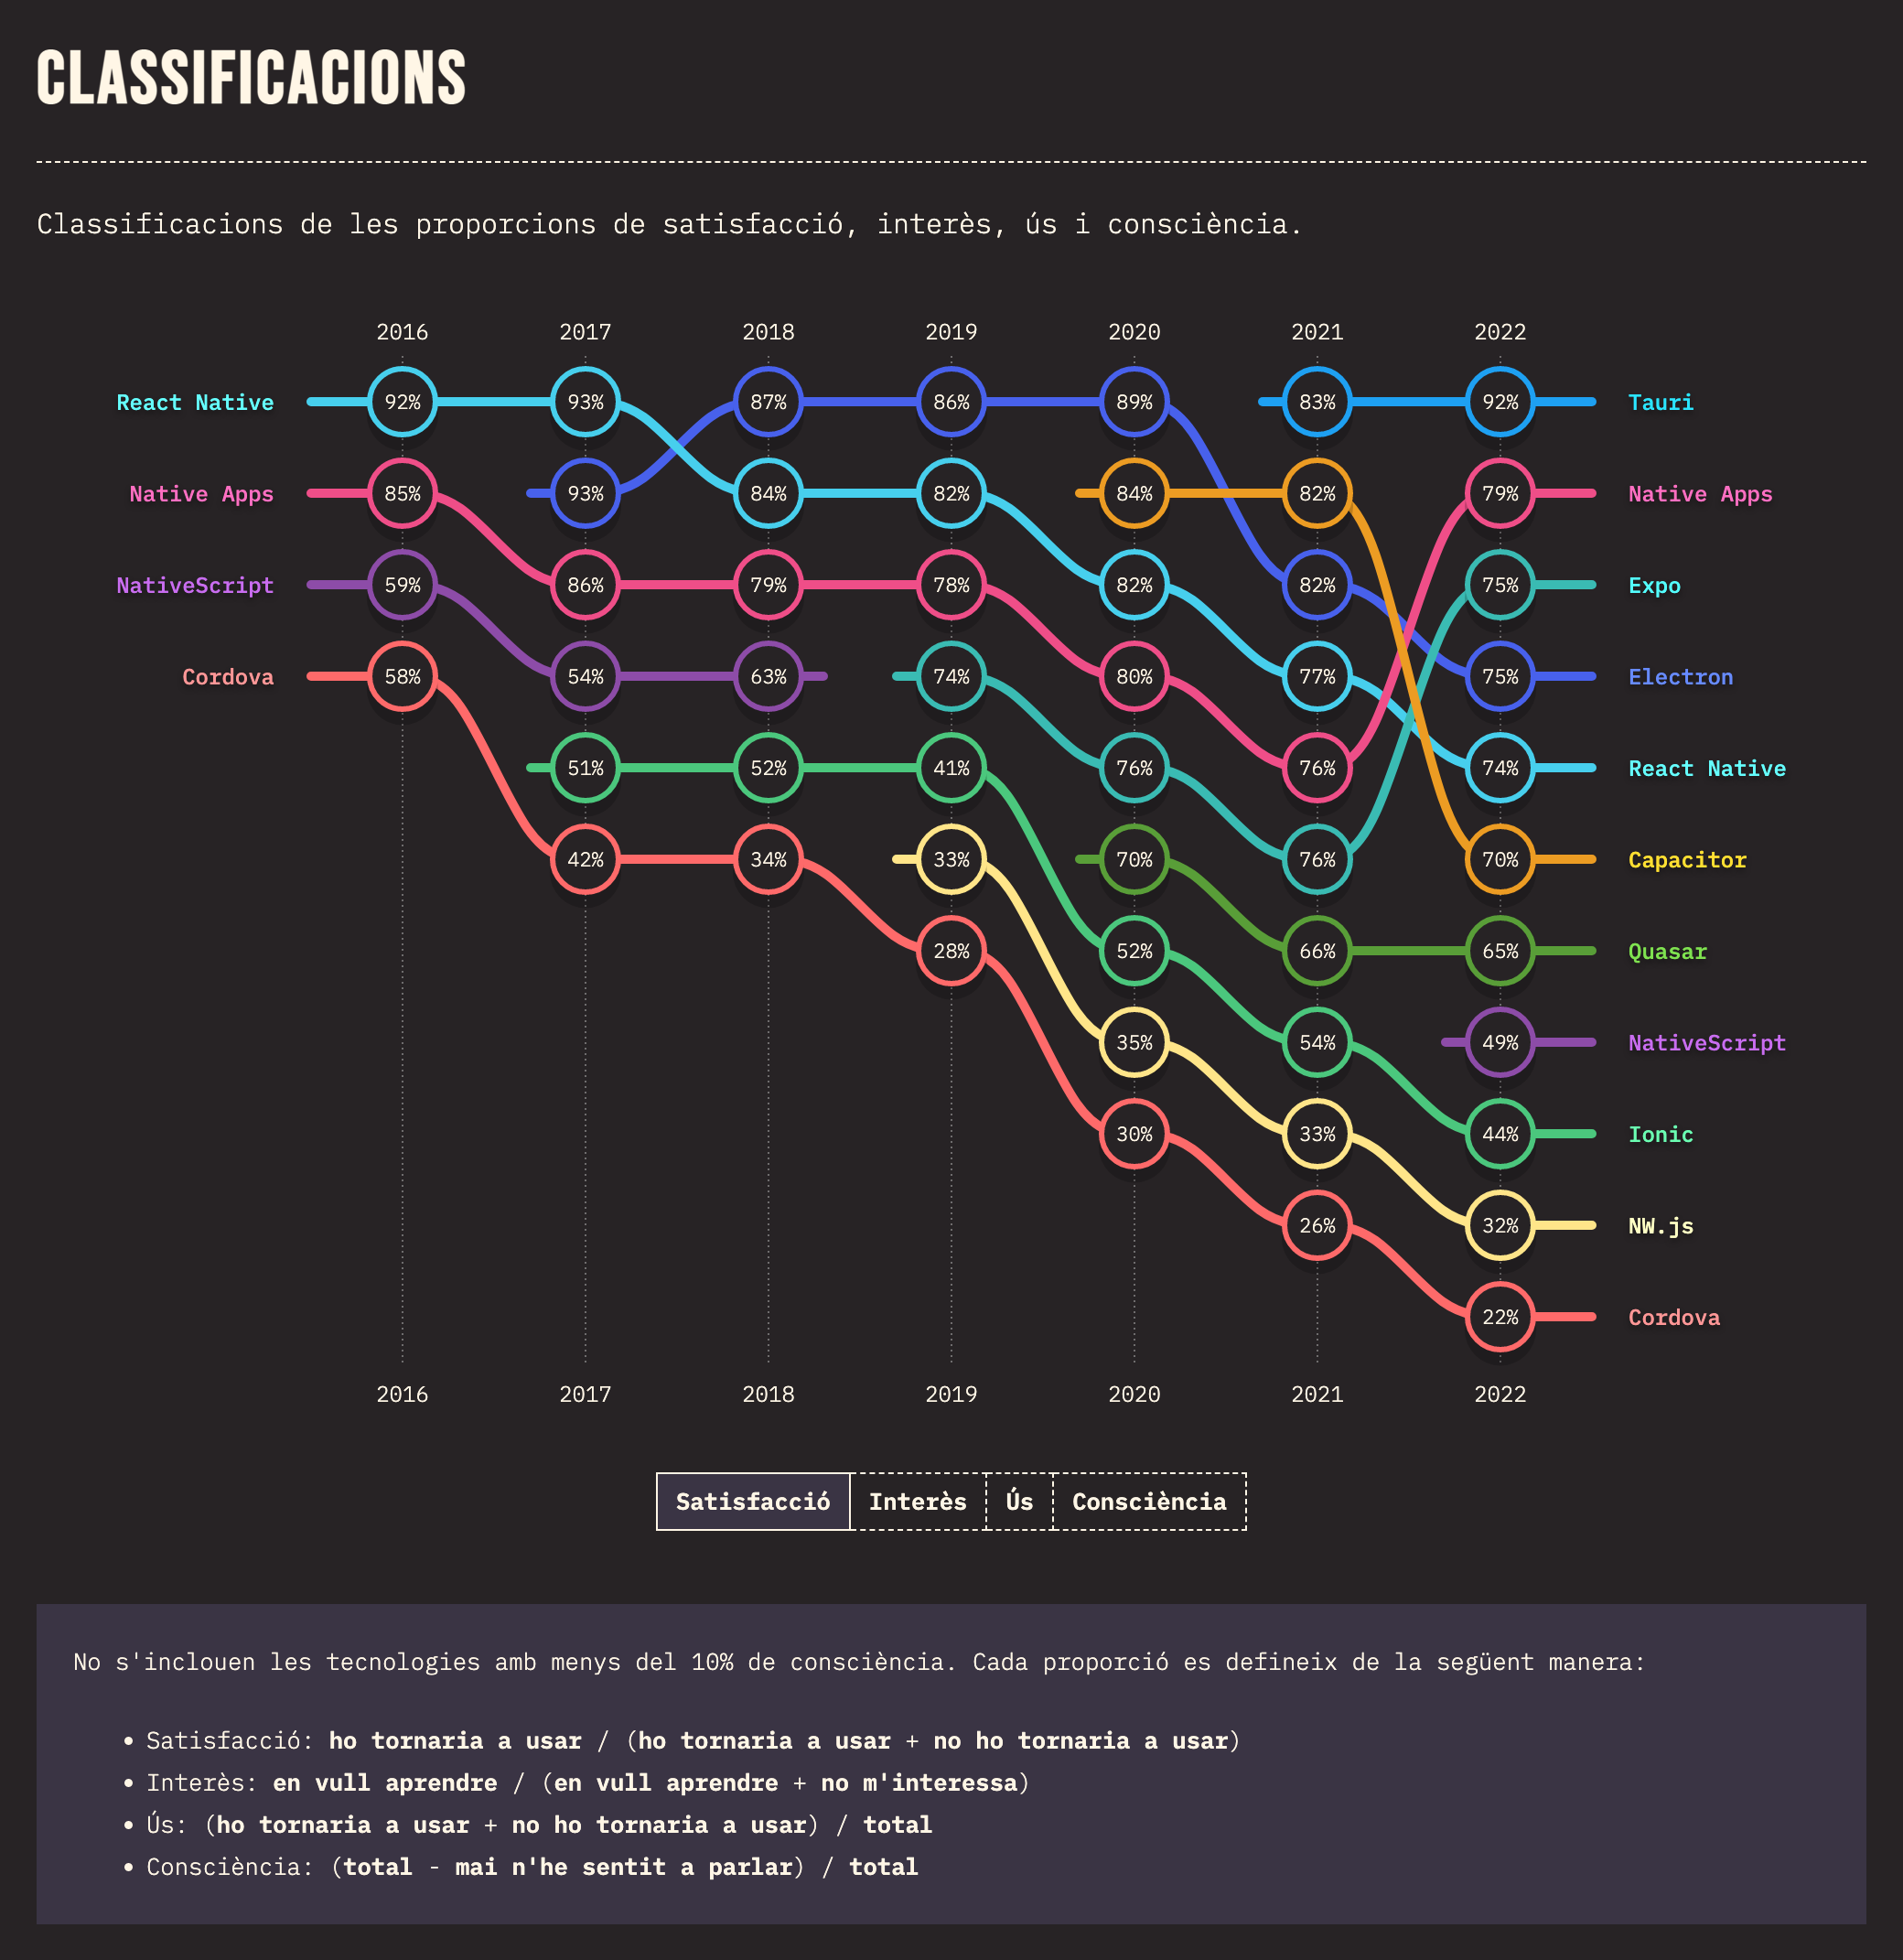 CLASSIFICACIONS
Classificacions de les proporcions de satisfacció, interès, ús i consciència.
2016 2017 2018 2019 2020 2021 2022
React Native 92% 93% 87% 86% 89% 83% 92% Tauri
Native Apps 85% 93% 84% 82% 84% 82% 79% Native Apps
NativeScript 59% 86% 79% 78% 82% 82% 75% Expo
Cordova 58% 54% 63% 74% 80% 77% 75% Electron
51% 52% 41% 76% 76% 74% React Native
42% 34% 33% 70% 76% 70% Capacitor
28% 52% 66% 65% Quasar
35% 54% 49% NativeScript
30% 33% 44% Ionic
26% 32% NW.js
22% Cordova
2016 2017 2018 2019 2020 2021 2022
Satisfacció Interès Ús Consciència
No s'inclouen les tecnologies amb menys del 10% de consciència. Cada proporció es defineix de la següent manera:
• Satisfacció: ho tornaria a usar / (ho tornaria a usar + no ho tornaria a usar)
• Interès: en vull aprendre / (en vull aprendre + no m'interessa)
• Ús: (ho tornaria a usar + no ho tornaria a usar) / total
• Consciència: (total - mai n'he sentit a parlar) / total